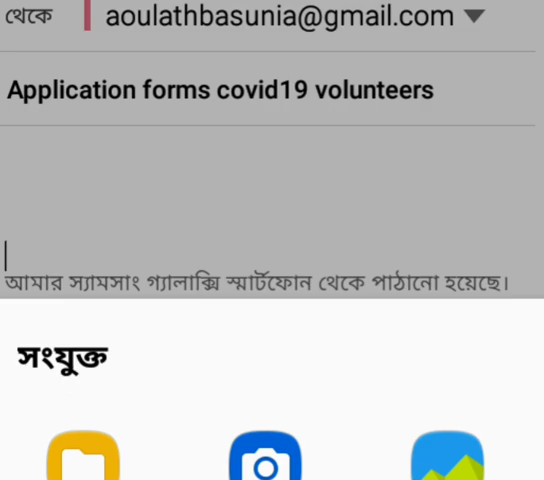 থেকে aoulathbasunia@gmail.com
Application forms covid19 volunteers
আমার স্যামসাং গ্যালাক্সি স্মার্টফোন থেকে পাঠানো হয়েছে।
সংযুক্ত